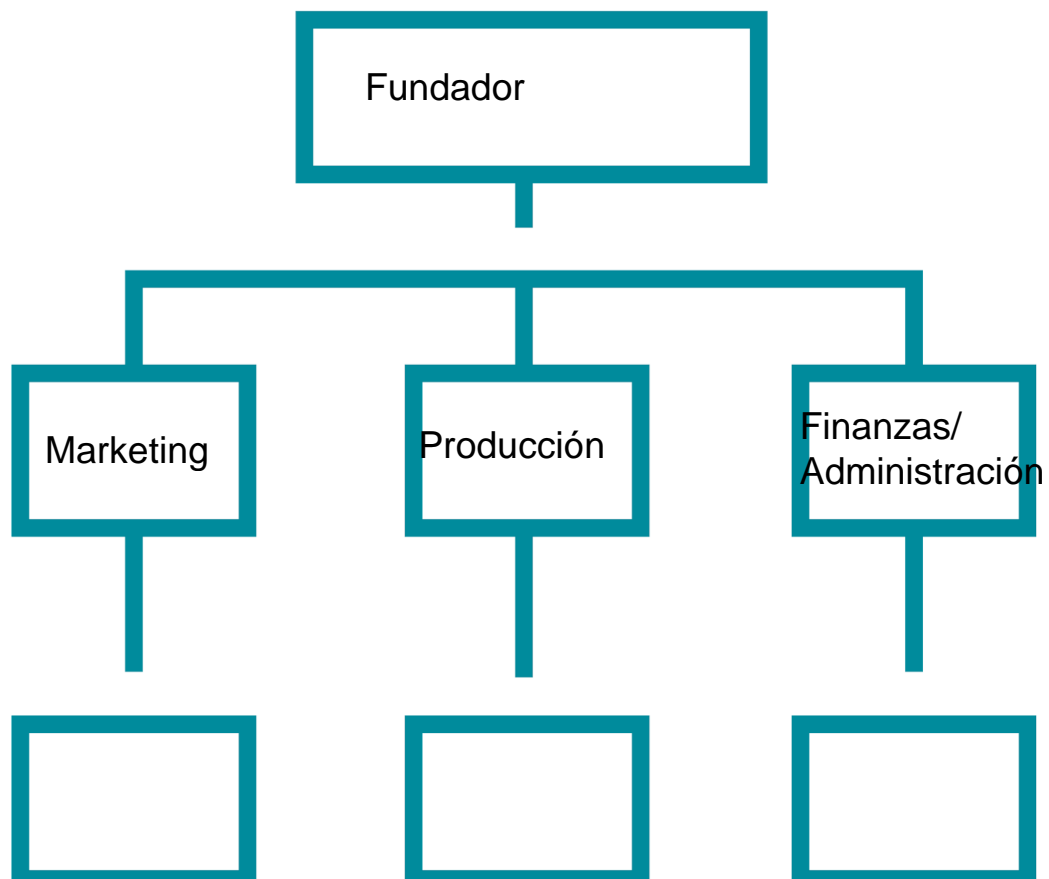 Fundador
Marketing
Producción
Finanzas/
Administración